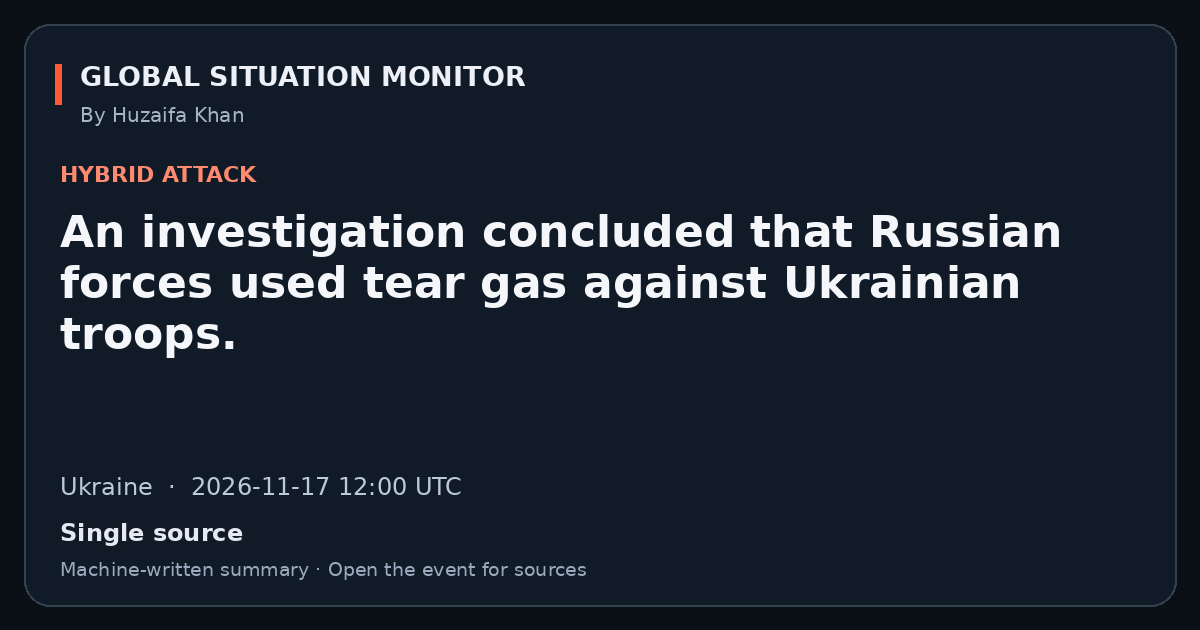 GLOBAL SITUATION MONITOR
By Huzaifa Khan
HYBRID ATTACK
An investigation concluded that Russian
forces used tear gas against Ukrainian
troops.
Ukraine · 2026-11-17 12:00 UTC
Single source
Machine-written summary · Open the event for sources